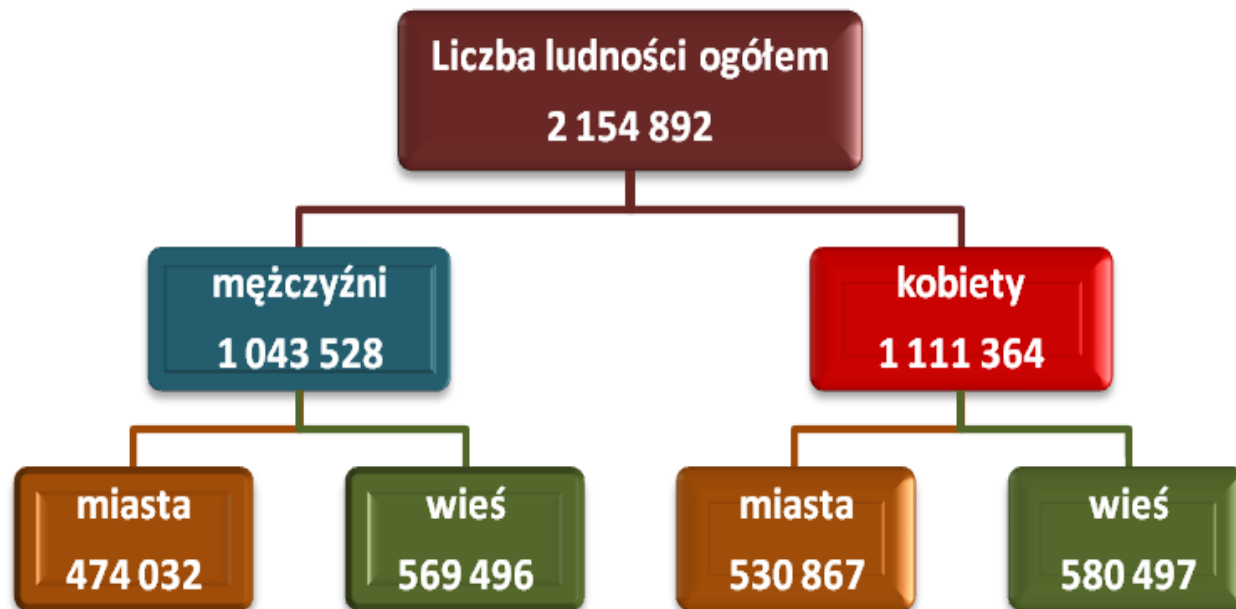 Liczba ludności ogółem
2 154 892
mężczyźni
1 043 528
kobiety
1 111 364
miasta
474 032
wieś
569 496
miasta
530 867
wieś
580 497